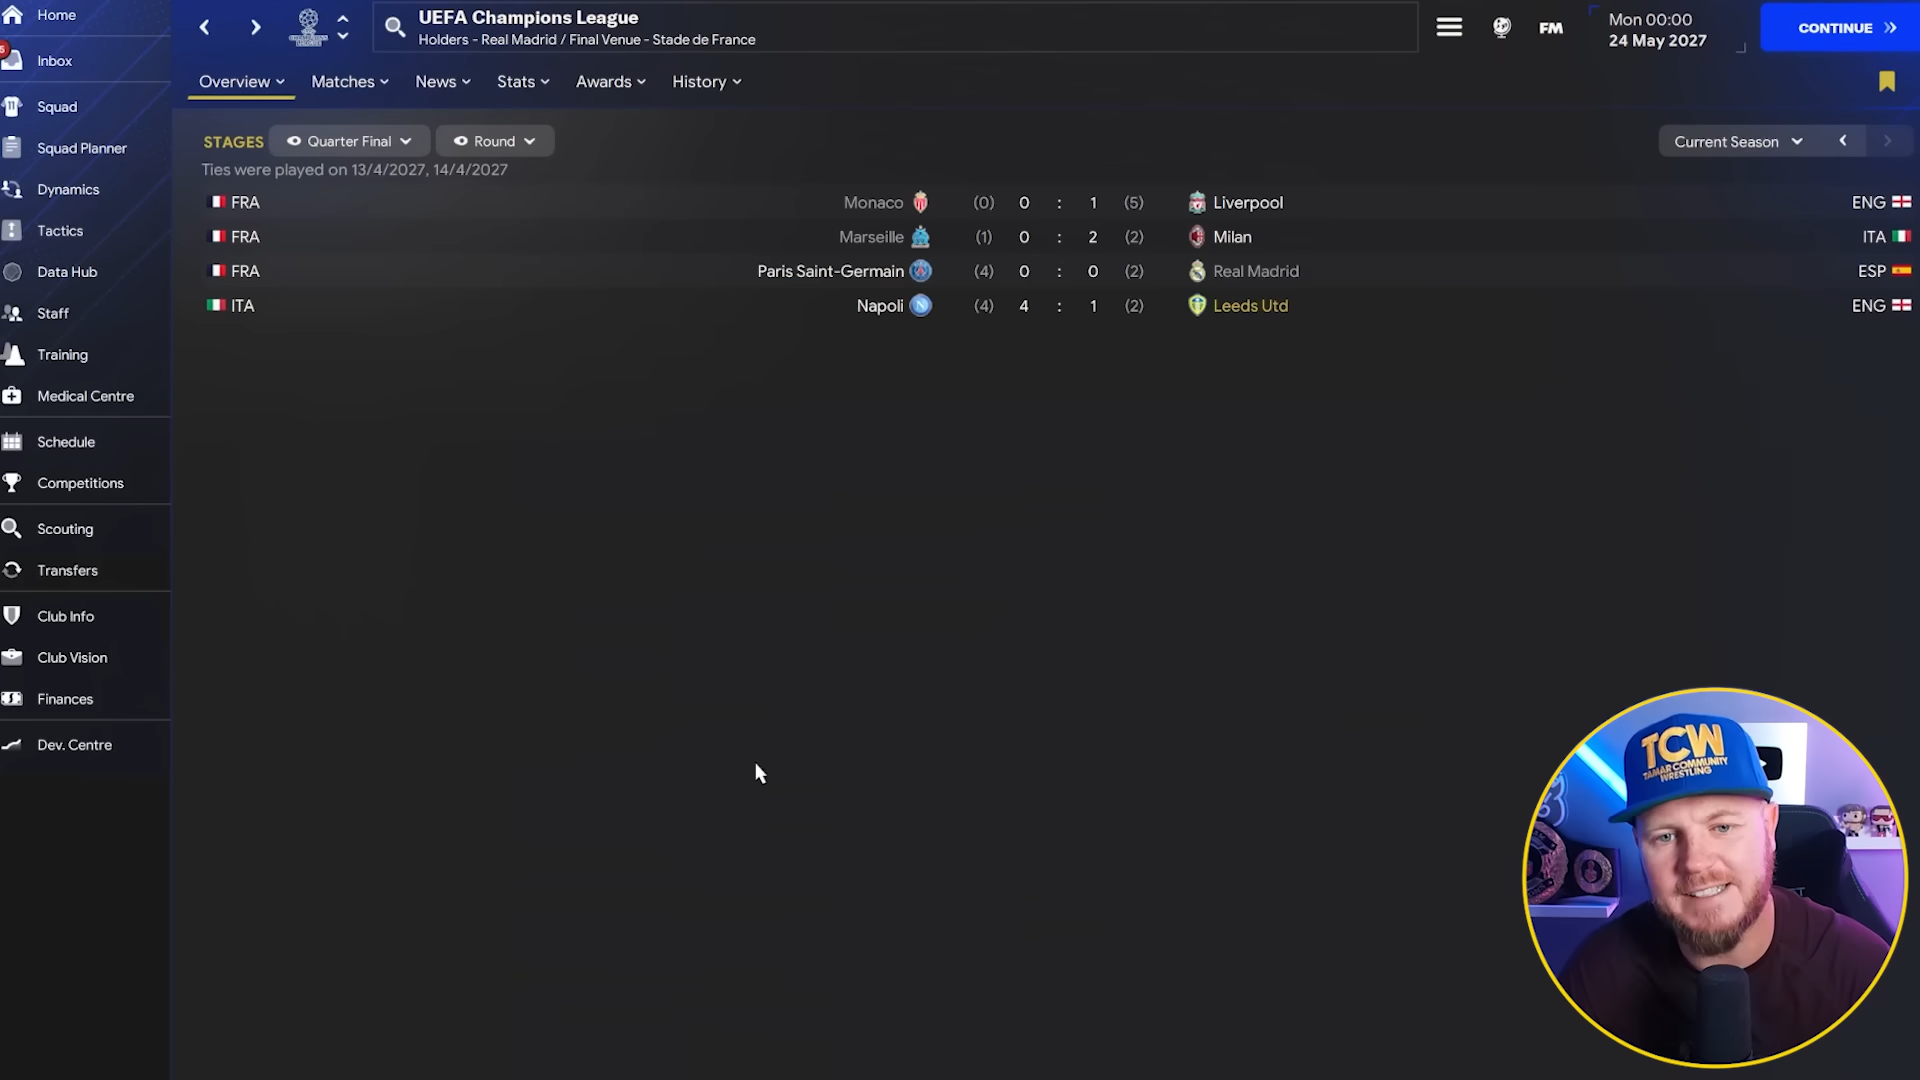 Home
5
Inbox
Squad
Squad Planner
Dynamics
Tactics
Data Hub
Staff
Training
Medical Centre
Schedule
Competitions
Scouting
Transfers
Club Info
Club Vision
Finances
Dev. Centre
UEFA Champions League
Holders - Real Madrid / Final Venue - Stade de France
FM
Mon 00:00
24 May 2027
CONTINUE
Overview Matches News Stats Awards History
STAGES Quarter Final Round Current Season
Ties were played on 13/4/2027, 14/4/2027
FRA Monaco (0) 0 : 1 (5) Liverpool ENG
FRA Marseille (1) 0 : 2 (2) Milan ITA
FRA Paris Saint-Germain (4) 0 : 0 (2) Real Madrid ESP
ITA Napoli (4) 4 : 1 (2) Leeds Utd ENG
TCW
TAMAR COMMUNITY
WRESTLING